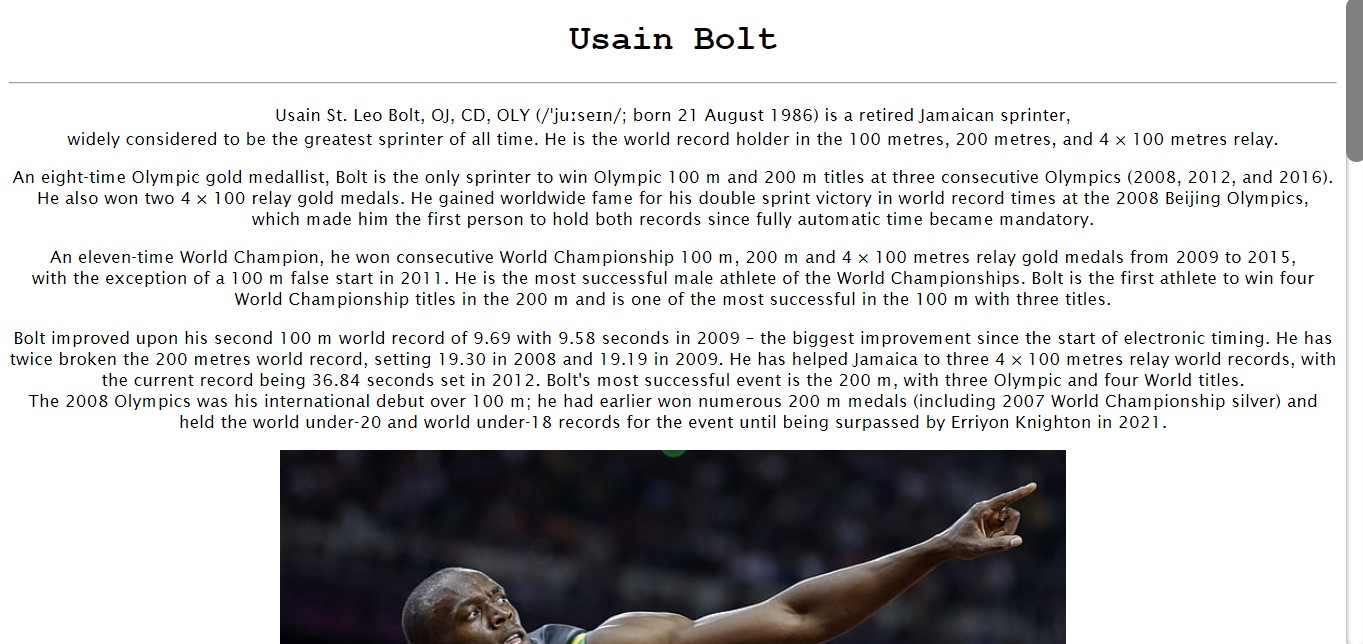 Usain Bolt
Usain St. Leo Bolt, OJ, CD, OLY (/ˈjuːseɪn/; born 21 August 1986) is a retired Jamaican sprinter,
widely considered to be the greatest sprinter of all time. He is the world record holder in the 100 metres, 200 metres, and 4 × 100 metres relay.
An eight-time Olympic gold medallist, Bolt is the only sprinter to win Olympic 100 m and 200 m titles at three consecutive Olympics (2008, 2012, and 2016).
He also won two 4 × 100 relay gold medals. He gained worldwide fame for his double sprint victory in world record times at the 2008 Beijing Olympics,
which made him the first person to hold both records since fully automatic time became mandatory.
An eleven-time World Champion, he won consecutive World Championship 100 m, 200 m and 4 × 100 metres relay gold medals from 2009 to 2015,
with the exception of a 100 m false start in 2011. He is the most successful male athlete of the World Championships. Bolt is the first athlete to win four
World Championship titles in the 200 m and is one of the most successful in the 100 m with three titles.
Bolt improved upon his second 100 m world record of 9.69 with 9.58 seconds in 2009 – the biggest improvement since the start of electronic timing. He has
twice broken the 200 metres world record, setting 19.30 in 2008 and 19.19 in 2009. He has helped Jamaica to three 4 × 100 metres relay world records, with
the current record being 36.84 seconds set in 2012. Bolt's most successful event is the 200 m, with three Olympic and four World titles.
The 2008 Olympics was his international debut over 100 m; he had earlier won numerous 200 m medals (including 2007 World Championship silver) and
held the world under-20 and world under-18 records for the event until being surpassed by Erriyon Knighton in 2021.